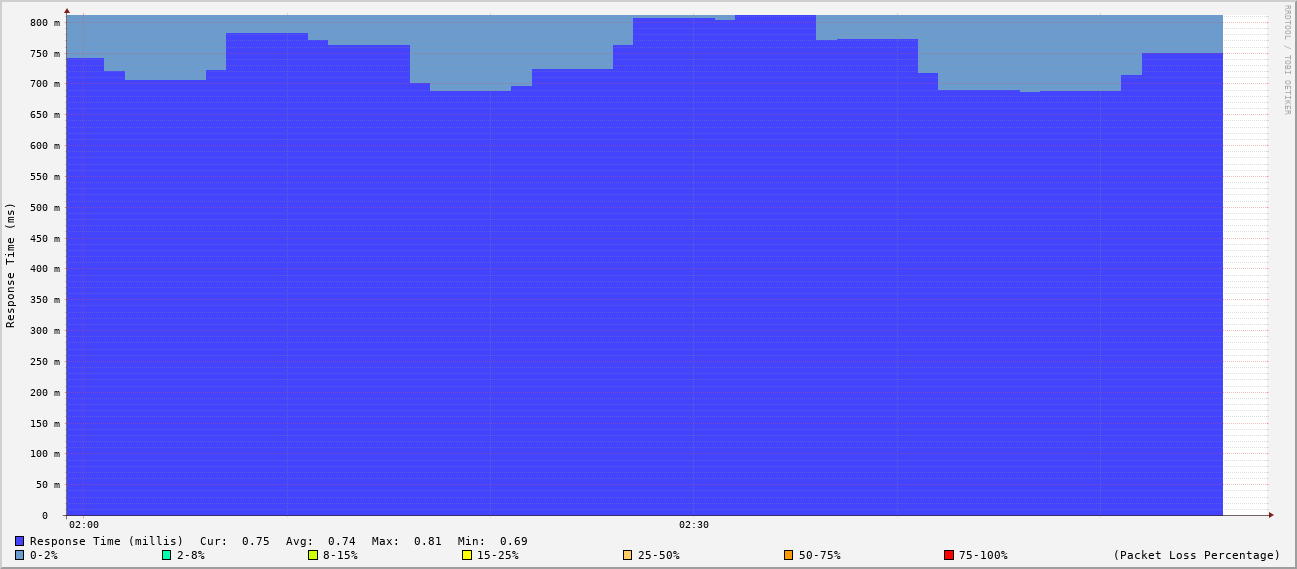 RRDTOOL / TOBI OETIKER
Response Time (ms)
800 m
750 m
700 m
650 m
600 m
550 m
500 m
450 m
400 m
350 m
300 m
250 m
200 m
150 m
100 m
50 m
0
02:00 02:30
Response Time (millis) Cur: 0.75 Avg: 0.74 Max: 0.81 Min: 0.69
0-2% 2-8% 8-15% 15-25% 25-50% 50-75% 75-100% (Packet Loss Percentage)